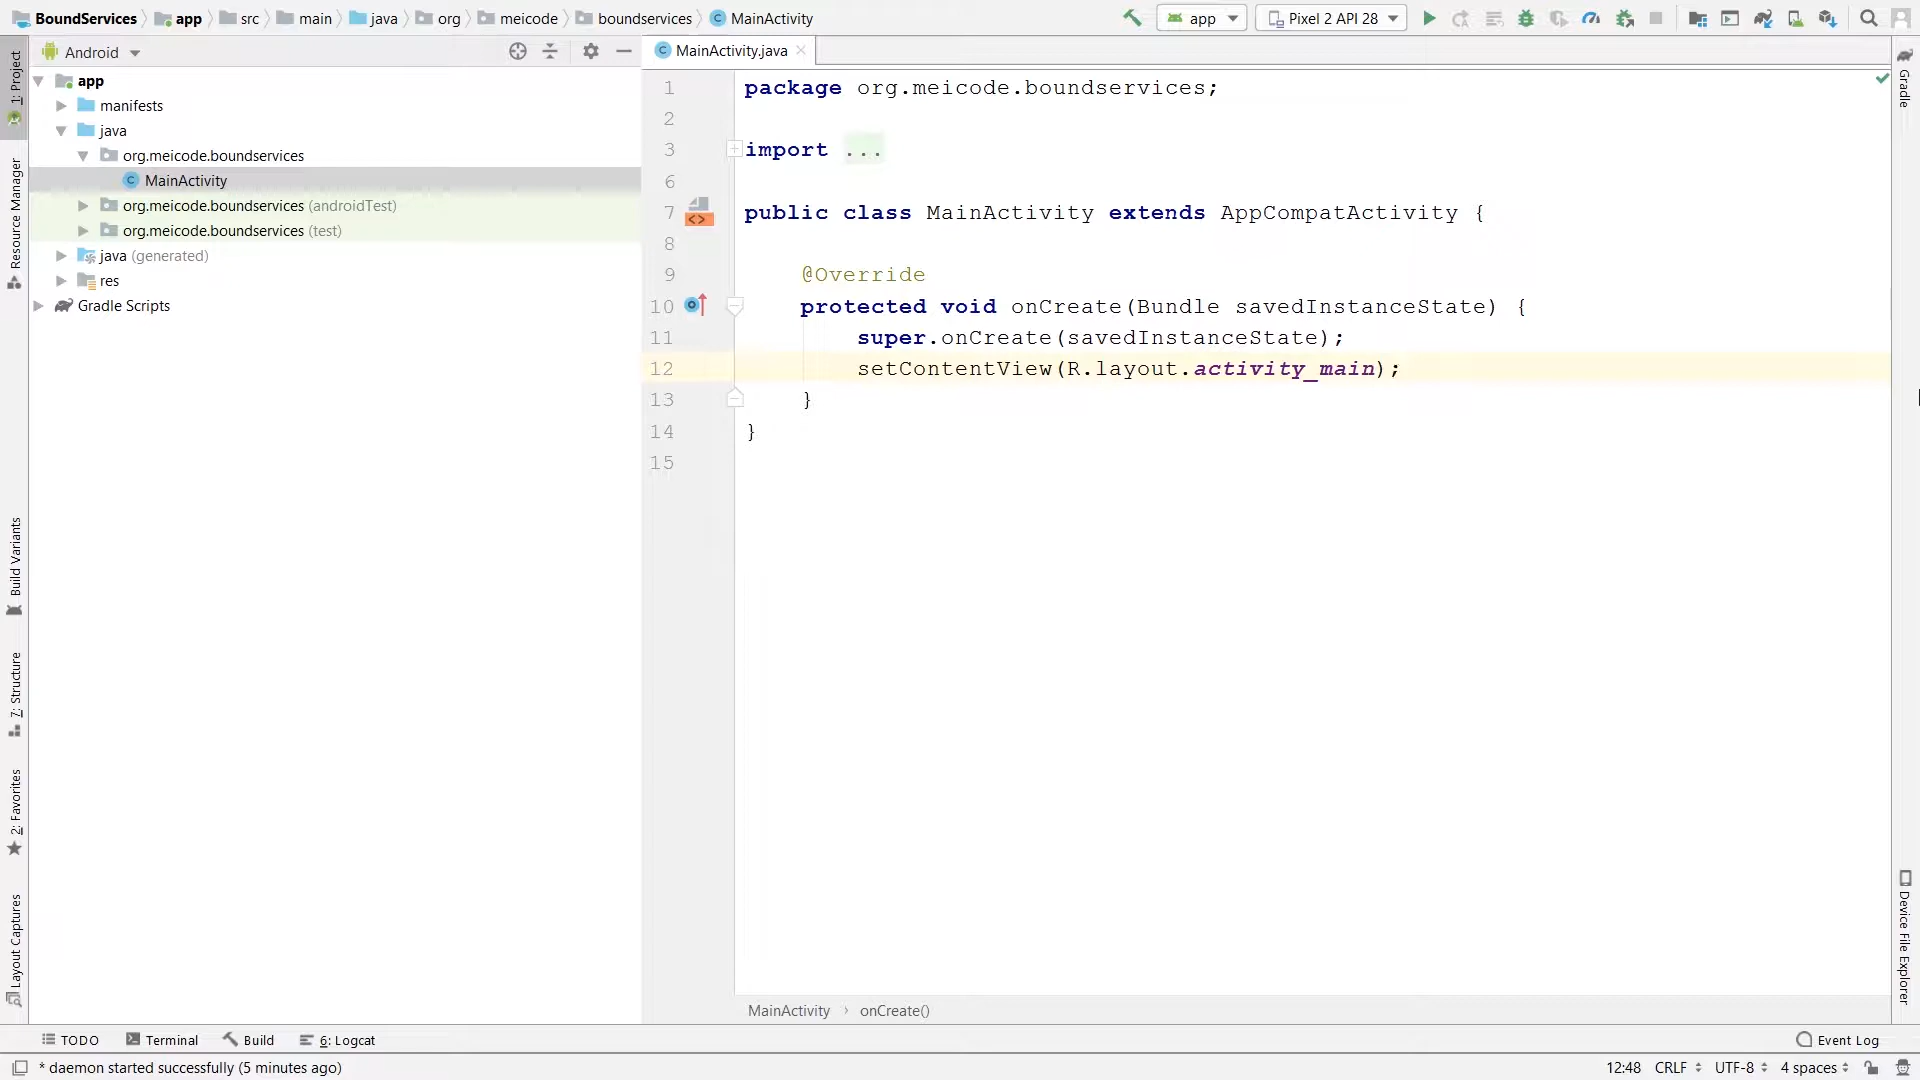 BoundServices app src main java org meicode boundservices MainActivity app Pixel 2 API 28
Android
MainActivity.java
1: Project
Resource Manager
Build Variants
7: Structure
2: Favorites
Layout Captures
app
manifests
java
org.meicode.boundservices
MainActivity
org.meicode.boundservices (androidTest)
org.meicode.boundservices (test)
java (generated)
res
Gradle Scripts
1 package org.meicode.boundservices;
2
3 import ...
6
7 public class MainActivity extends AppCompatActivity {
8
9 @Override
10 protected void onCreate(Bundle savedInstanceState) {
11 super.onCreate(savedInstanceState);
12 setContentView(R.layout.activity_main);
13 }
14 }
15
MainActivity › onCreate()
Gradle
Device File Explorer
TODO Terminal Build 6: Logcat Event Log
* daemon started successfully (5 minutes ago) 12:48 CRLF UTF-8 4 spaces